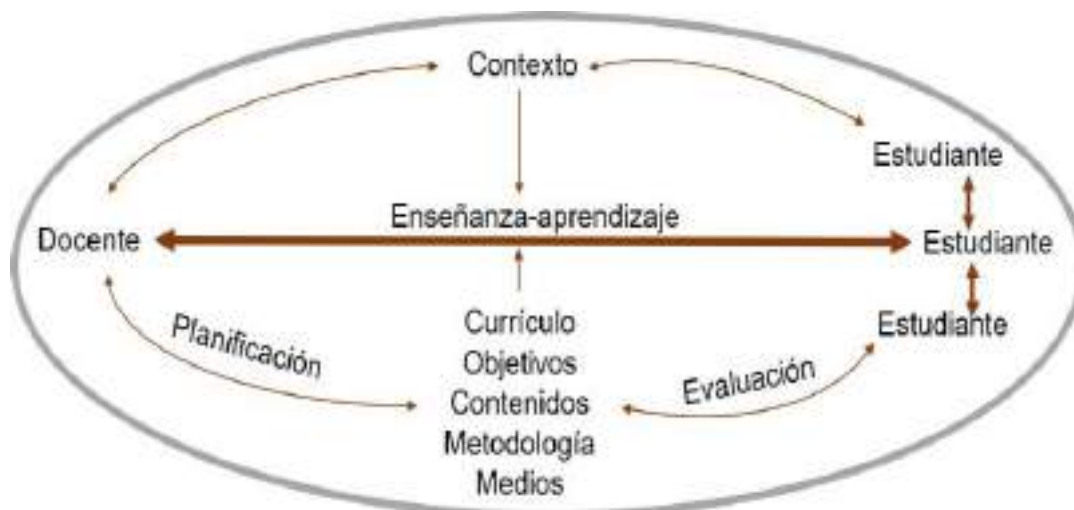 Contexto
Estudiante
Enseñanza-aprendizaje
Docente
Estudiante
Planificación
Currículo
Estudiante
Objetivos
Evaluación
Contenidos
Metodología
Medios